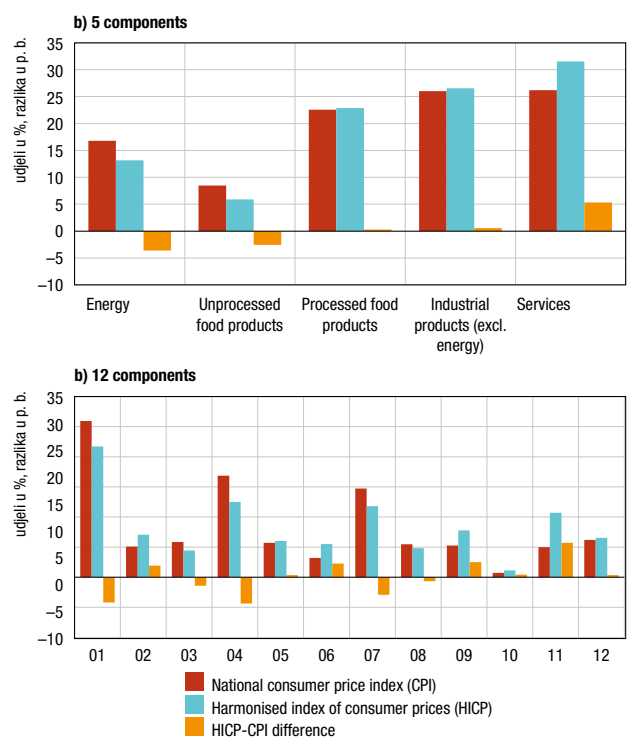 b) 5 components
udjeli u %, razlika u p. b.
35
30
25
20
15
10
5
0
–5
–10
Energy
Unprocessed
food products
Processed food
products
Industrial
products (excl.
energy)
Services
b) 12 components
udjeli u %, razlika u p. b.
35
30
25
20
15
10
5
0
–5
–10
01 02 03 04 05 06 07 08 09 10 11 12
National consumer price index (CPI)
Harmonised index of consumer prices (HICP)
HICP-CPI difference